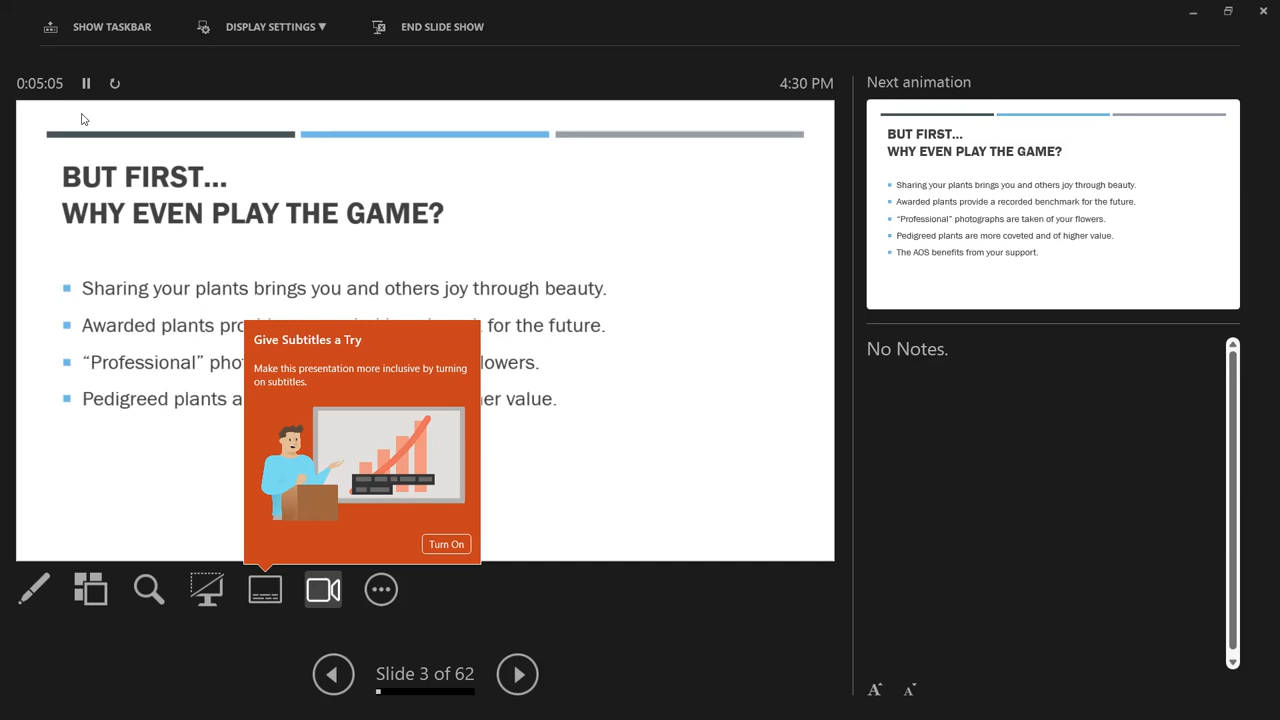 SHOW TASKBAR
DISPLAY SETTINGS ▼
END SLIDE SHOW
0:05:05
4:30 PM
BUT FIRST...
WHY EVEN PLAY THE GAME?
Sharing your plants brings you and others joy through beauty.
Awarded plants for the future.
“Professional”
Pedigreed plants value.
Give Subtitles a Try
Make this presentation more inclusive by turning
on subtitles.
Turn On
Slide 3 of 62
Next animation
BUT FIRST...
WHY EVEN PLAY THE GAME?
Sharing your plants brings you and others joy through beauty.
Awarded plants provide a recorded benchmark for the future.
“Professional” photographs are taken of your flowers.
Pedigreed plants are more coveted and of higher value.
The AOS benefits from your support.
No Notes.
A A